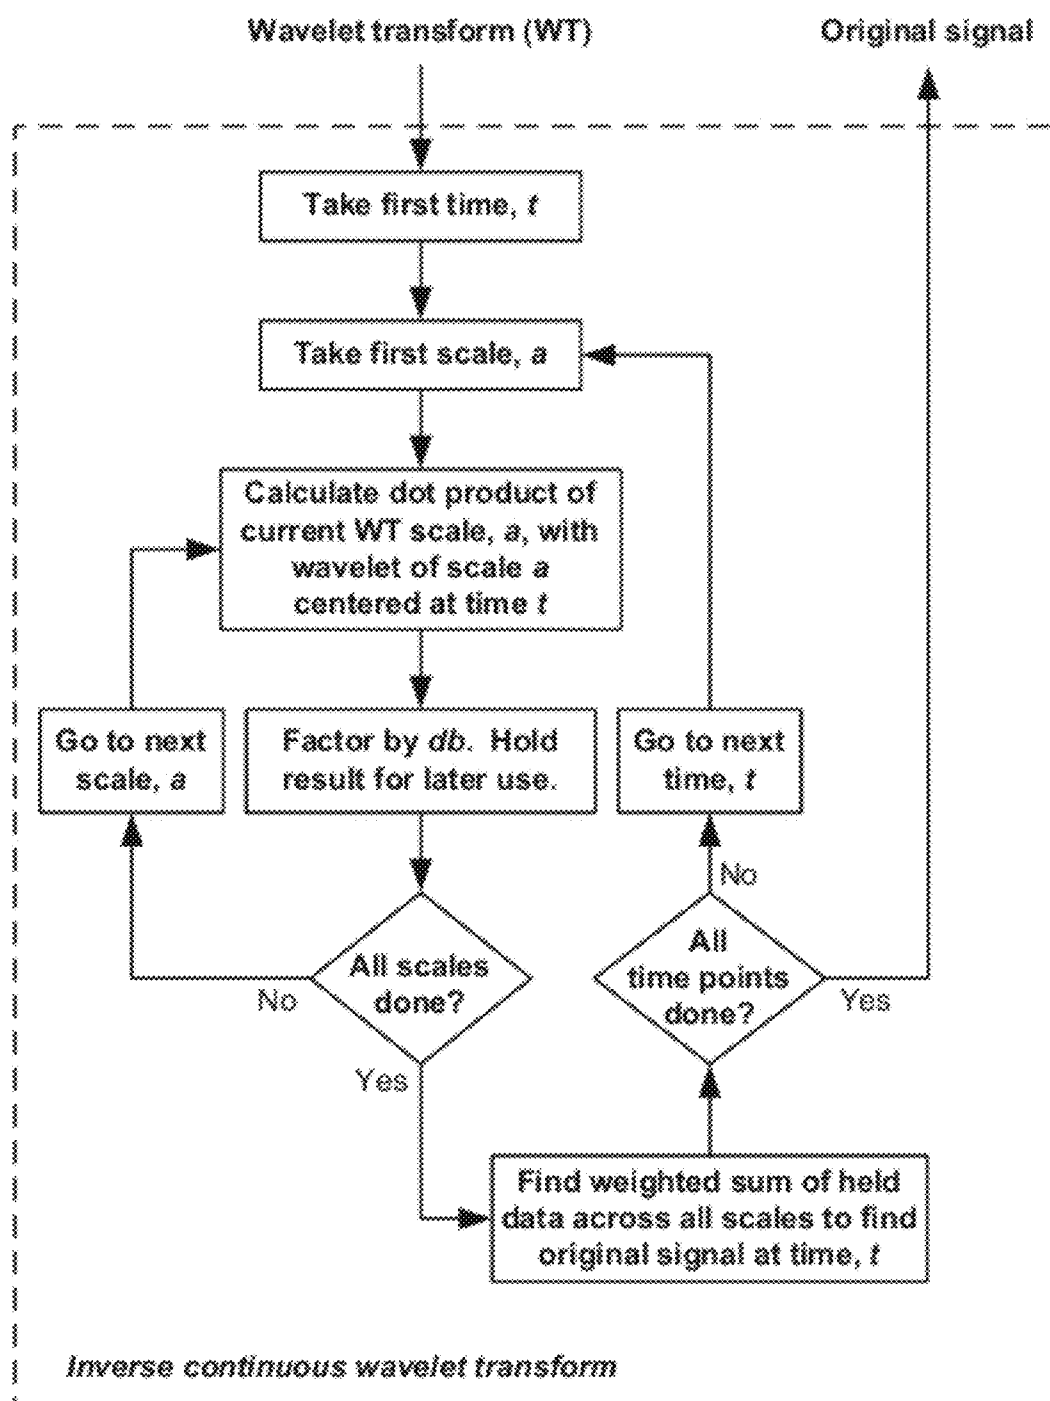 Wavelet transform (WT)
Original signal
Take first time, t
Take first scale, a
Calculate dot product of
current WT scale, a, with
wavelet of scale a
centered at time t
Go to next
scale, a
Factor by db. Hold
result for later use.
Go to next
time, t
No
All scales
done?
No
Yes
All
time points
done?
Yes
Find weighted sum of held
data across all scales to find
original signal at time, t
Inverse continuous wavelet transform